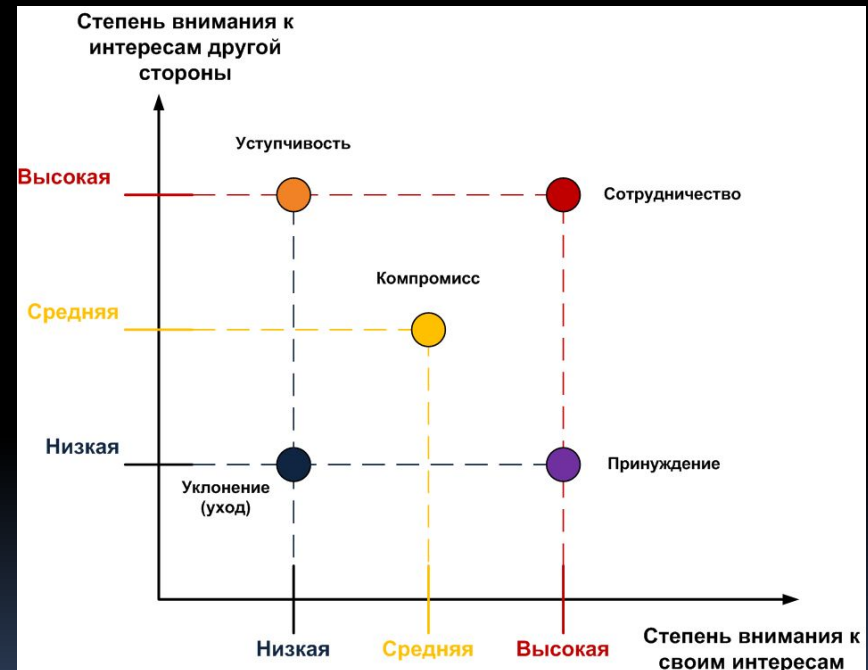 Степень внимания к
интересам другой
стороны
Уступчивость
Высокая
Сотрудничество
Компромисс
Средняя
Низкая
Принуждение
Уклонение
(уход)
Низкая
Средняя
Высокая
Степень внимания к
своим интересам